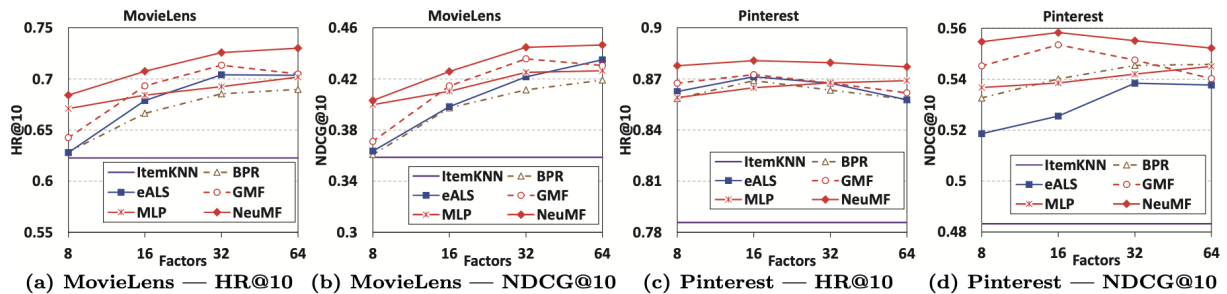 MovieLens
0.75
0.7
0.65
0.6
0.55
HR@10
ItemKNN BPR
eALS GMF
MLP NeuMF
8 16 32 64
Factors
(a) MovieLens — HR@10
MovieLens
0.46
0.42
0.38
0.34
0.3
NDCG@10
ItemKNN BPR
eALS GMF
MLP NeuMF
8 16 32 64
Factors
(b) MovieLens — NDCG@10
Pinterest
0.9
0.87
0.84
0.81
0.78
HR@10
ItemKNN BPR
eALS GMF
MLP NeuMF
8 16 32 64
Factors
(c) Pinterest — HR@10
Pinterest
0.56
0.54
0.52
0.5
0.48
NDCG@10
ItemKNN BPR
eALS GMF
MLP NeuMF
8 16 32 64
Factors
(d) Pinterest — NDCG@10